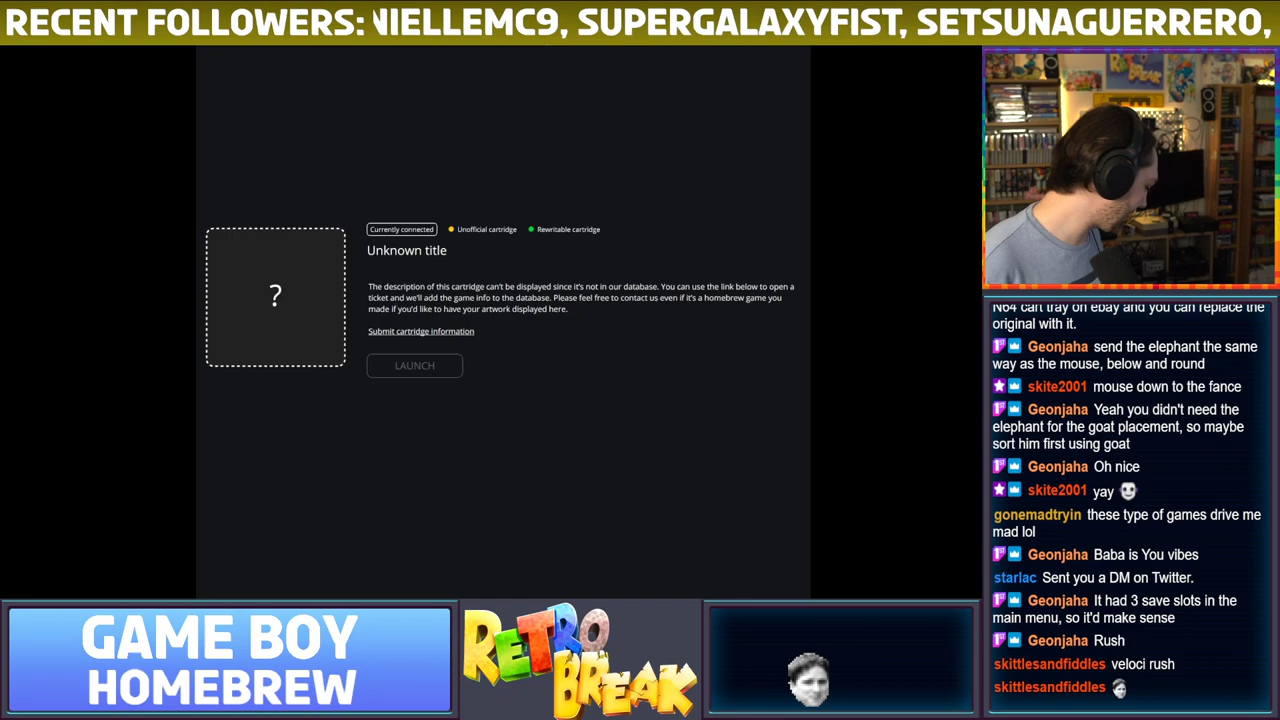 RECENT FOLLOWERS: NIELLEMC9, SUPERGALAXYFIST, SETSUNAGUERRERO,
Currently connected Unofficial cartridge Rewritable cartridge
Unknown title
?
The description of this cartridge can't be displayed since it's not in our database. You can use the link below to open a
ticket and we'll add the game info to the database. Please feel free to contact us even if it's a homebrew game you
made if you'd like to have your artwork displayed here.
Submit cartridge information
LAUNCH
RETRO BREAK
N64 cart tray on ebay and you can replace the
original with it.
Geonjaha send the elephant the same
way as the mouse, below and round
skite2001 mouse down to the fance
Geonjaha Yeah you didn't need the
elephant for the goat placement, so maybe
sort him first using goat
Geonjaha Oh nice
skite2001 yay
gonemadtryin these type of games drive me
mad lol
Geonjaha Baba is You vibes
starlac Sent you a DM on Twitter.
Geonjaha It had 3 save slots in the
main menu, so it'd make sense
Geonjaha Rush
skittlesandfiddles veloci rush
skittlesandfiddles
GAME BOY
HOMEBREW
RETRO
BREAK